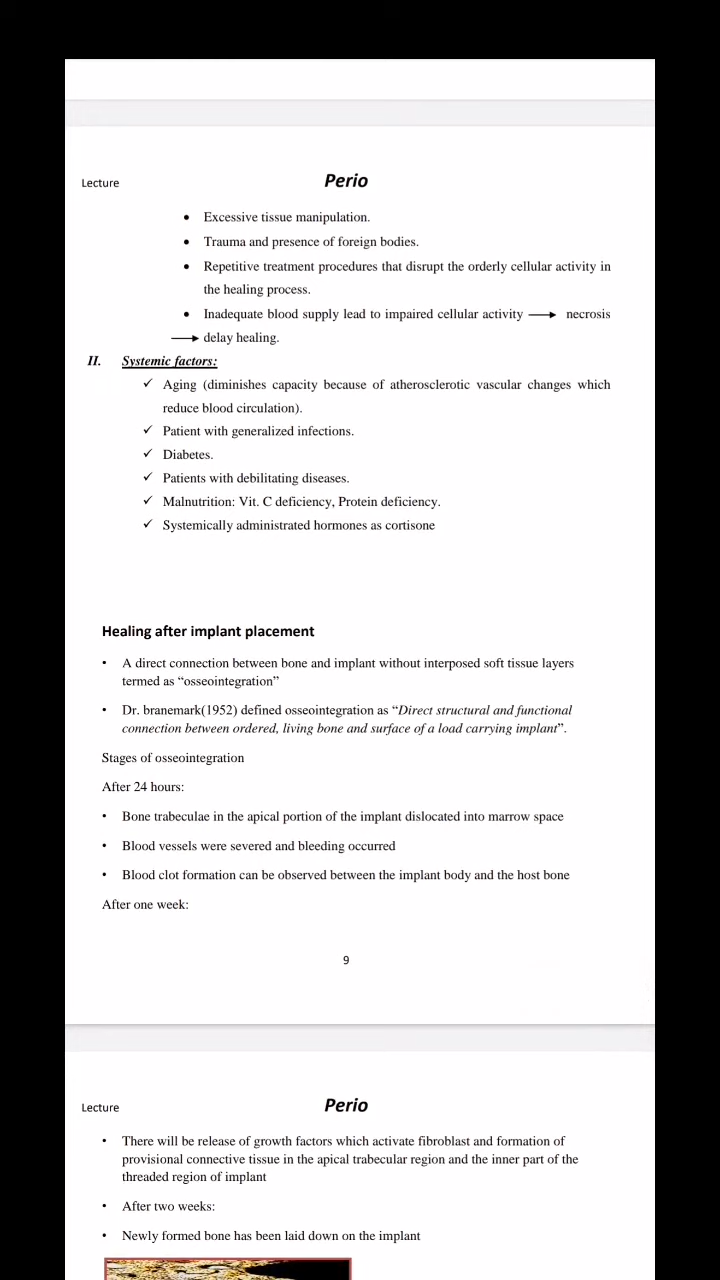 Lecture Perio
• Excessive tissue manipulation.
• Trauma and presence of foreign bodies.
• Repetitive treatment procedures that disrupt the orderly cellular activity in
the healing process.
• Inadequate blood supply lead to impaired cellular activity → necrosis
→ delay healing.
II. Systemic factors:
✓ Aging (diminishes capacity because of atherosclerotic vascular changes which
reduce blood circulation).
✓ Patient with generalized infections.
✓ Diabetes.
✓ Patients with debilitating diseases.
✓ Malnutrition: Vit. C deficiency, Protein deficiency.
✓ Systemically administrated hormones as cortisone
Healing after implant placement
• A direct connection between bone and implant without interposed soft tissue layers
termed as “osseointegration”
• Dr. branemark(1952) defined osseointegration as “Direct structural and functional
connection between ordered, living bone and surface of a load carrying implant”.
Stages of osseointegration
After 24 hours:
• Bone trabeculae in the apical portion of the implant dislocated into marrow space
• Blood vessels were severed and bleeding occurred
• Blood clot formation can be observed between the implant body and the host bone
After one week:
9
Lecture Perio
• There will be release of growth factors which activate fibroblast and formation of
provisional connective tissue in the apical trabecular region and the inner part of the
threaded region of implant
• After two weeks:
• Newly formed bone has been laid down on the implant